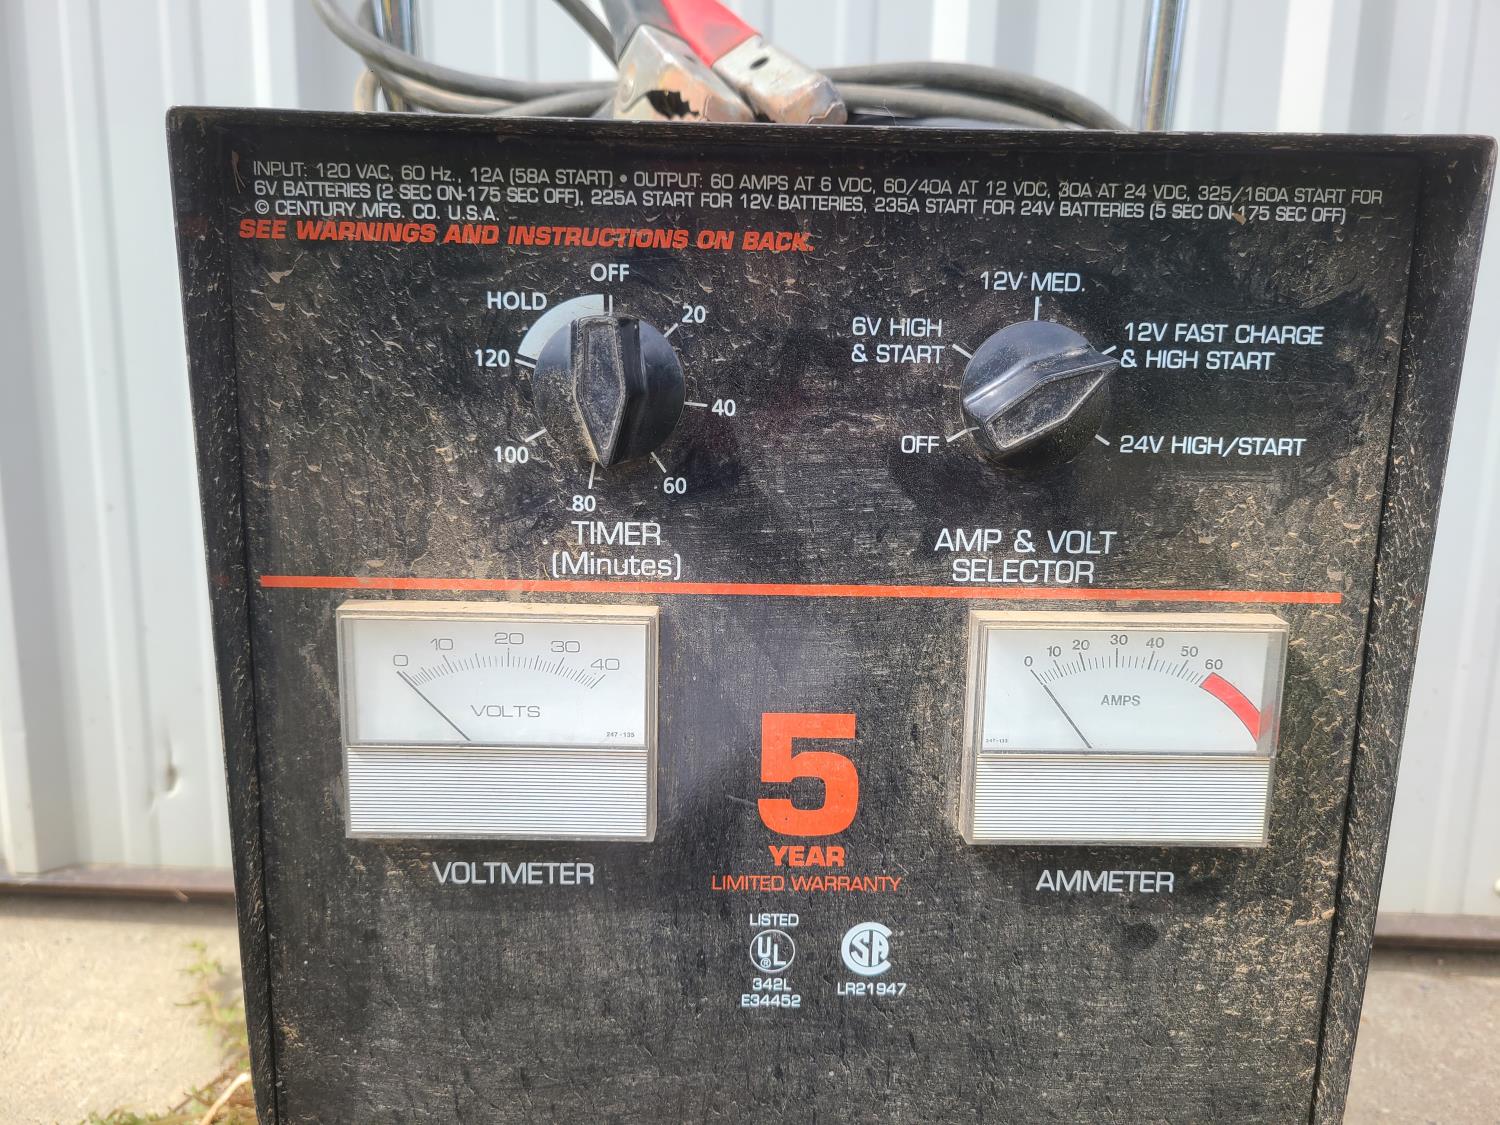 INPUT: 120 VAC, 60 Hz., 12A (58A START) • OUTPUT: 60 AMPS AT 6 VDC, 60/40A AT 12 VDC, 30A AT 24 VDC, 325/160A START FOR
6V BATTERIES (2 SEC ON-175 SEC OFF), 225A START FOR 12V BATTERIES, 235A START FOR 24V BATTERIES (5 SEC ON-175 SEC OFF)
© CENTURY MFG. CO. U.S.A.
SEE WARNINGS AND INSTRUCTIONS ON BACK.
OFF
HOLD
20
120
40
100
60
80
TIMER
(Minutes)
12V MED.
6V HIGH
& START
12V FAST CHARGE
& HIGH START
OFF
24V HIGH/START
AMP & VOLT
SELECTOR
0 10 20 30 40
VOLTS
247-135
VOLTMETER
0 10 20 30 40 50 60
AMPS
AMMETER
5
YEAR
LIMITED WARRANTY
LISTED
UL ®
342L
E34452
SA
LR21947